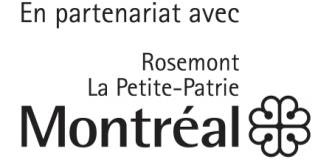 En partenariat avec
Rosemont
La Petite-Patrie
Montréal